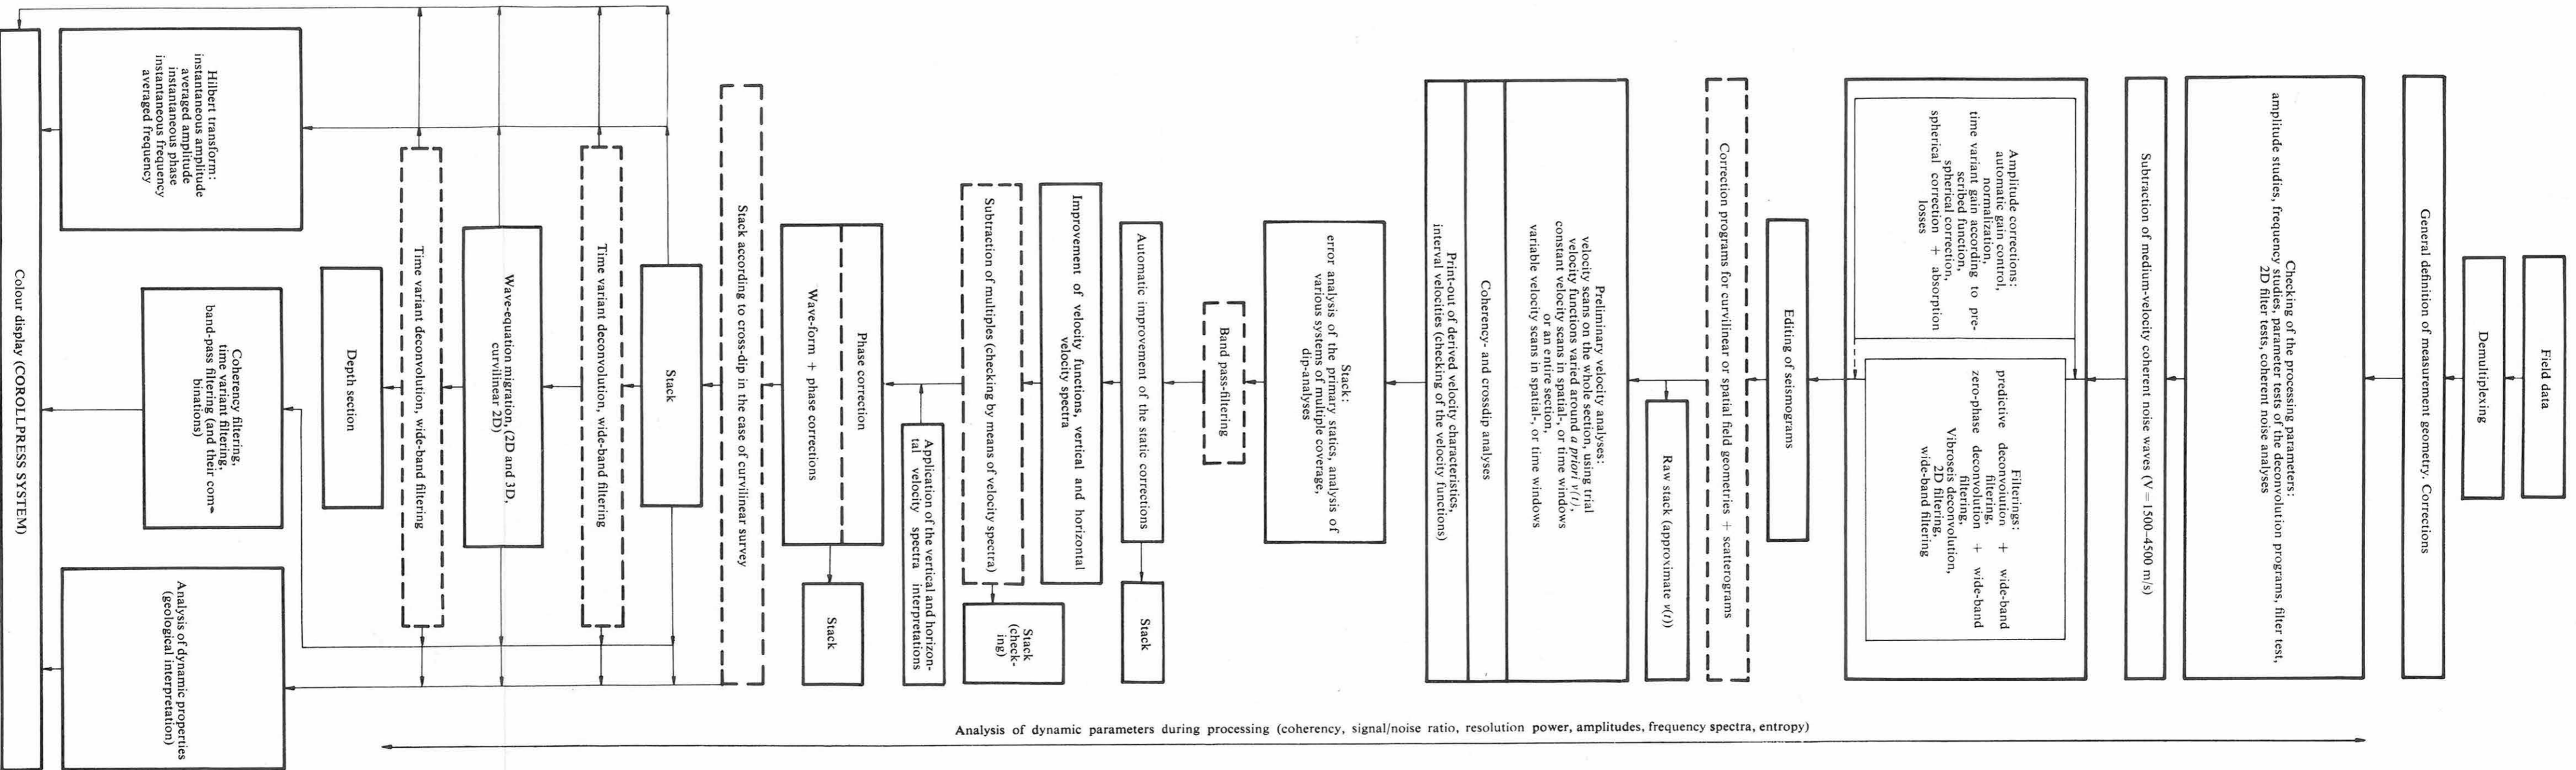 Field data
Demultiplexing
General definition of measurement geometry. Corrections
Checking of the processing parameters:
amplitude studies, frequency studies, parameter tests of the deconvolution programs, filter test,
2D filter tests, coherent noise analyses
Subtraction of medium-velocity coherent noise waves (V = 1500–4500 m/s)
Amplitude corrections:
automatic gain control,
normalization,
time variant gain according to pre-
scribed function,
spherical correction,
spherical correction + absorption
losses
Filterings:
predictive deconvolution + wide-band
filtering,
zero-phase deconvolution + wide-band
filtering,
Vibroseis deconvolution,
2D filtering,
wide-band filtering
Editing of seismograms
Correction programs for curvilinear or spatial field geometries + scatterograms
Raw stack (approximate v(t))
Preliminary velocity analyses:
velocity scans on the whole section, using trial
velocity functions varied around a priori v(t),
constant velocity scans in spatial-, or time windows
or an entire section,
variable velocity scans in spatial-, or time windows
Coherency- and crossdip analyses
Print-out of derived velocity characteristics,
interval velocities (checking of the velocity functions)
Stack:
error analysis of the primary statics, analysis of
various systems of multiple coverage,
dip-analyses
Band pass-filtering
Automatic improvement of the static corrections
Stack
Improvement of velocity functions, vertical and horizontal
velocity spectra
Subtraction of multiples (checking by means of velocity spectra)
Stack
(check-
ing)
Application of the vertical and horizon-
tal velocity spectra interpretations
Phase correction
Wave-form + phase corrections
Stack
Stack according to cross-dip in the case of curvilinear survey
Stack
Time variant deconvolution, wide-band filtering
Wave-equation migration, (2D and 3D,
curvilinear 2D)
Time variant deconvolution, wide-band filtering
Depth section
Hilbert transform:
instantaneous amplitude
averaged amplitude
instantaneous phase
instantaneous frequency
averaged frequency
Coherency filtering,
time variant filtering,
band-pass filtering (and their com-
binations)
Analysis of dynamic properties
(geological interpretation)
Colour display (COROLLPRESS SYSTEM)
Analysis of dynamic parameters during processing (coherency, signal/noise ratio, resolution power, amplitudes, frequency spectra, entropy)